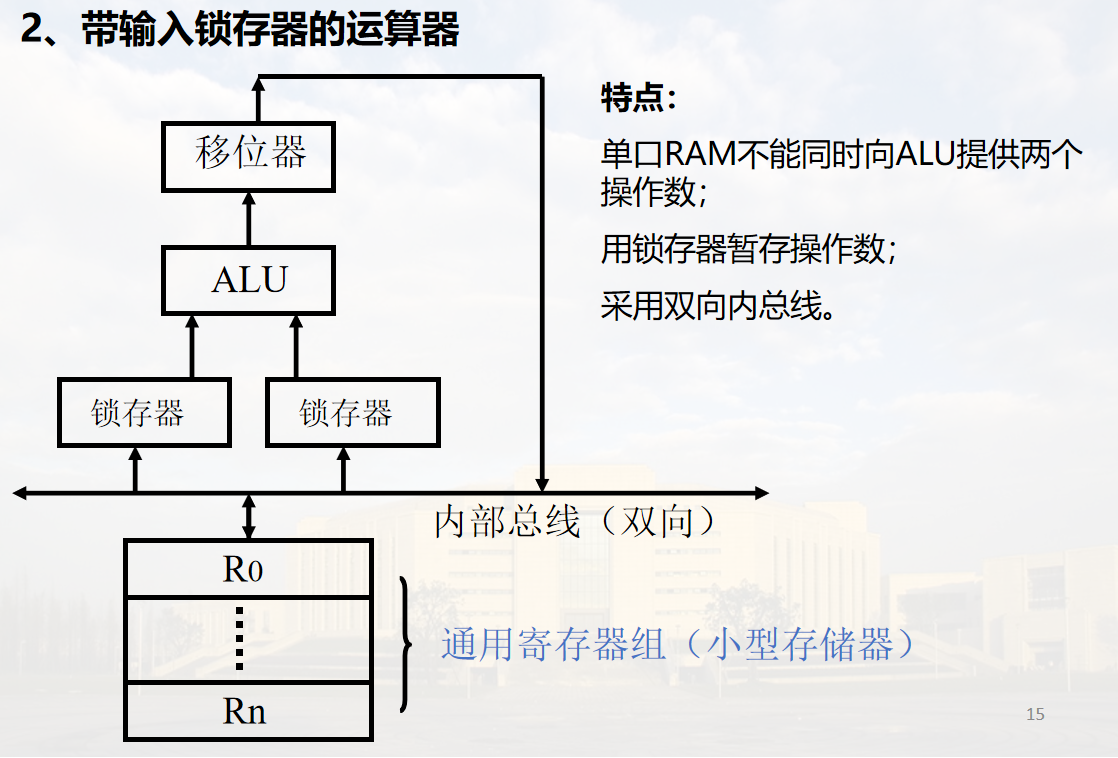 2、带输入锁存器的运算器
特点：
单口RAM不能同时向ALU提供两个
操作数；
用锁存器暂存操作数；
采用双向内总线。
移位器
ALU
锁存器
锁存器
内部总线（双向）
R0
Rn
通用寄存器组（小型存储器）
15